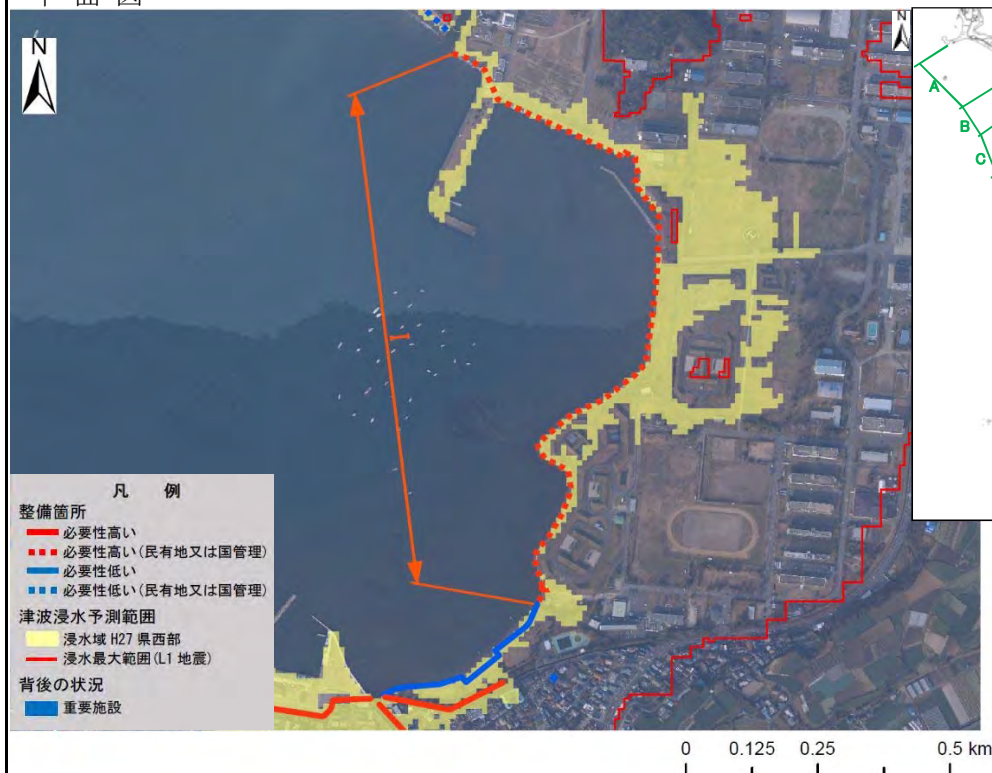 平面図
N
N
A
B
C
I
凡 例
整備箇所
必要性高い
必要性高い(民有地又は国管理)
必要性低い
必要性低い(民有地又は国管理)
津波浸水予測範囲
浸水域 H27 県西部
浸水最大範囲(L1 地震)
背後の状況
重要施設
0 0.125 0.25 0.5 km